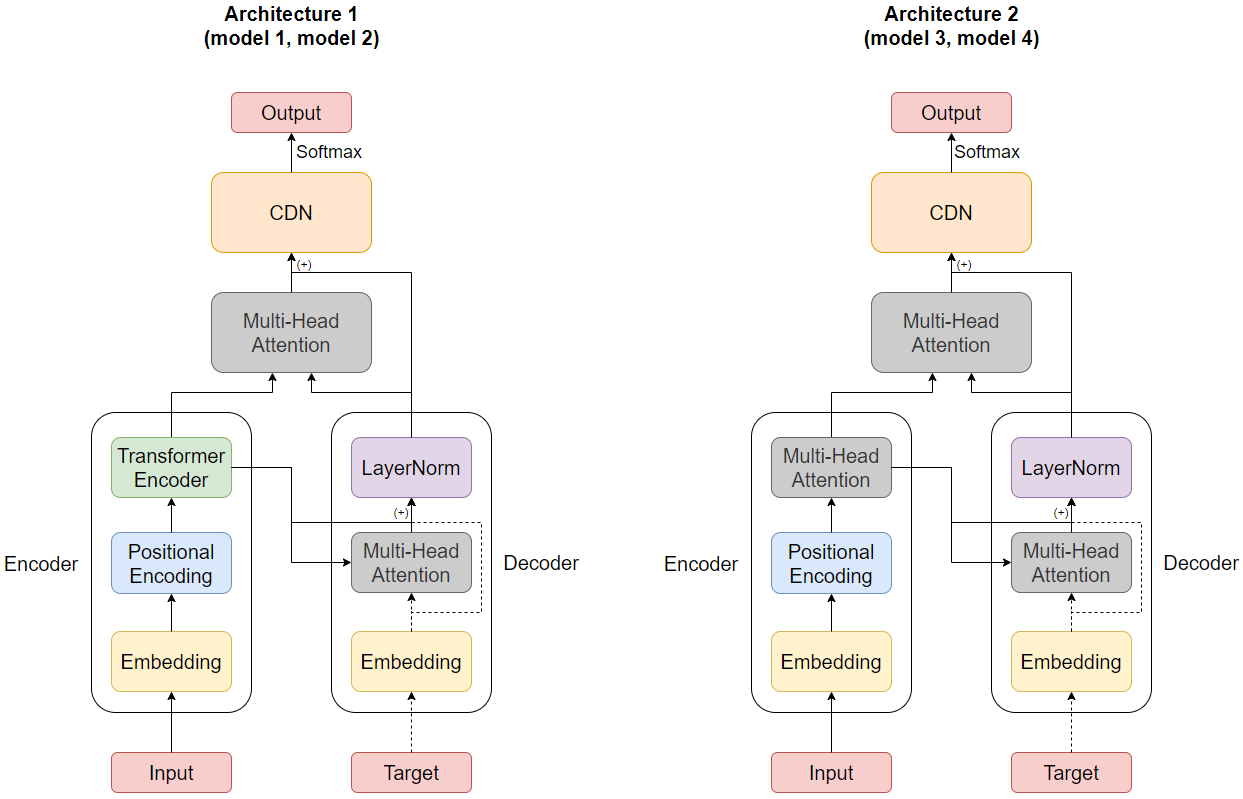 Architecture 1
(model 1, model 2)
Output
Softmax
CDN
(+)
Multi-Head
Attention
Transformer
Encoder
LayerNorm
(+)
Positional
Encoding
Multi-Head
Attention
Encoder
Decoder
Embedding
Embedding
Input
Target
Architecture 2
(model 3, model 4)
Output
Softmax
CDN
(+)
Multi-Head
Attention
Multi-Head
Attention
LayerNorm
(+)
Positional
Encoding
Multi-Head
Attention
Encoder
Decoder
Embedding
Embedding
Input
Target